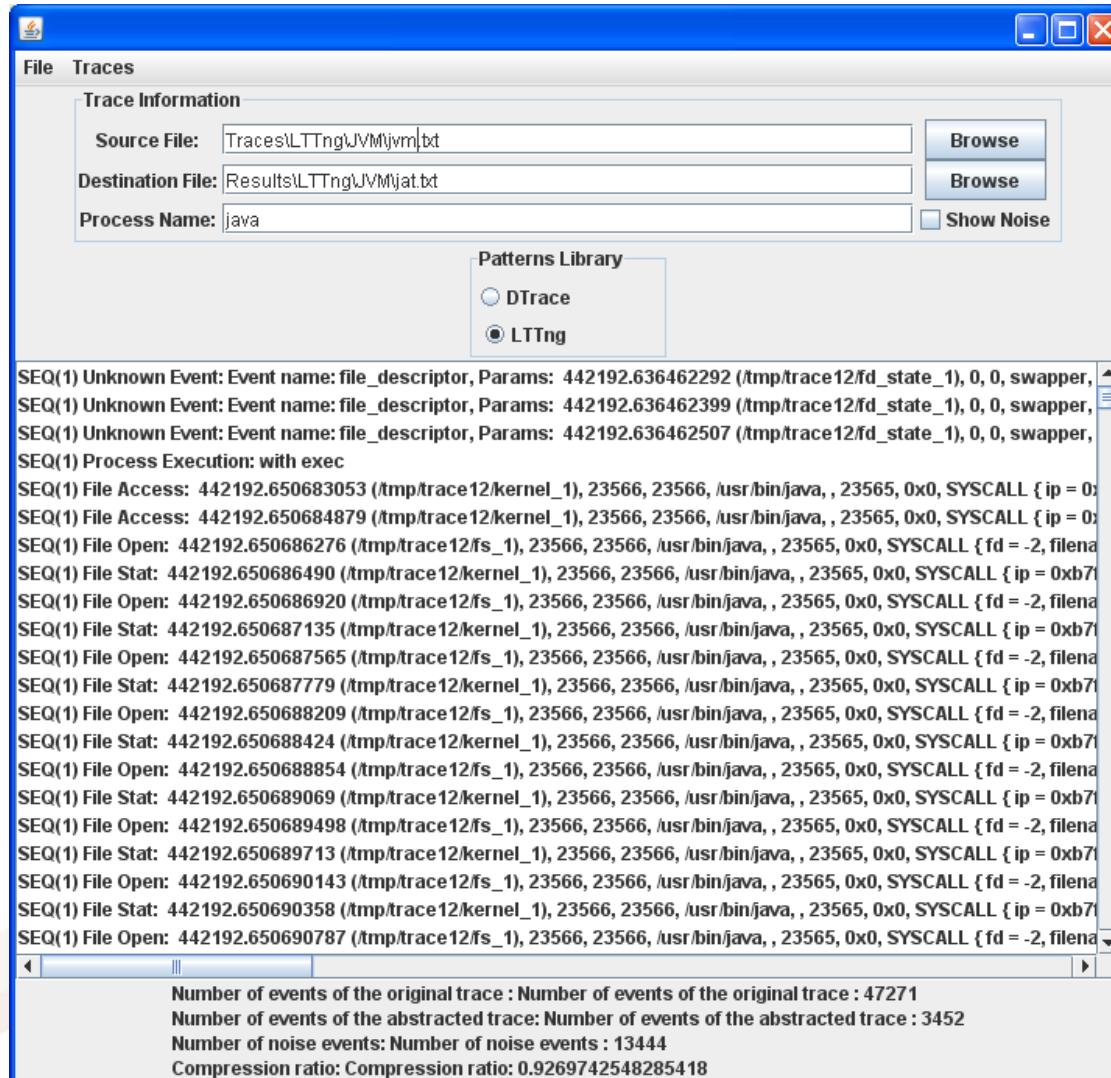 File Traces
Trace Information
Source File: Traces\LTTng\JVM\jvm.txt Browse
Destination File: Results\LTTng\JVM\jat.txt Browse
Process Name: java Show Noise
Patterns Library
DTrace
LTTng
SEQ(1) Unknown Event: Event name: file_descriptor, Params: 442192.636462292 (/tmp/trace12/fd_state_1), 0, 0, swapper,
SEQ(1) Unknown Event: Event name: file_descriptor, Params: 442192.636462399 (/tmp/trace12/fd_state_1), 0, 0, swapper,
SEQ(1) Unknown Event: Event name: file_descriptor, Params: 442192.636462507 (/tmp/trace12/fd_state_1), 0, 0, swapper,
SEQ(1) Process Execution: with exec
SEQ(1) File Access: 442192.650683053 (/tmp/trace12/kernel_1), 23566, 23566, /usr/bin/java, , 23565, 0x0, SYSCALL { ip = 0x
SEQ(1) File Access: 442192.650684879 (/tmp/trace12/kernel_1), 23566, 23566, /usr/bin/java, , 23565, 0x0, SYSCALL { ip = 0x
SEQ(1) File Open: 442192.650686276 (/tmp/trace12/fs_1), 23566, 23566, /usr/bin/java, , 23565, 0x0, SYSCALL { fd = -2, filena
SEQ(1) File Stat: 442192.650686490 (/tmp/trace12/kernel_1), 23566, 23566, /usr/bin/java, , 23565, 0x0, SYSCALL { ip = 0xb7f
SEQ(1) File Open: 442192.650686920 (/tmp/trace12/fs_1), 23566, 23566, /usr/bin/java, , 23565, 0x0, SYSCALL { fd = -2, filena
SEQ(1) File Stat: 442192.650687135 (/tmp/trace12/kernel_1), 23566, 23566, /usr/bin/java, , 23565, 0x0, SYSCALL { ip = 0xb7f
SEQ(1) File Open: 442192.650687565 (/tmp/trace12/fs_1), 23566, 23566, /usr/bin/java, , 23565, 0x0, SYSCALL { fd = -2, filena
SEQ(1) File Stat: 442192.650687779 (/tmp/trace12/kernel_1), 23566, 23566, /usr/bin/java, , 23565, 0x0, SYSCALL { ip = 0xb7f
SEQ(1) File Open: 442192.650688209 (/tmp/trace12/fs_1), 23566, 23566, /usr/bin/java, , 23565, 0x0, SYSCALL { fd = -2, filena
SEQ(1) File Stat: 442192.650688424 (/tmp/trace12/kernel_1), 23566, 23566, /usr/bin/java, , 23565, 0x0, SYSCALL { ip = 0xb7f
SEQ(1) File Open: 442192.650688854 (/tmp/trace12/fs_1), 23566, 23566, /usr/bin/java, , 23565, 0x0, SYSCALL { fd = -2, filena
SEQ(1) File Stat: 442192.650689069 (/tmp/trace12/kernel_1), 23566, 23566, /usr/bin/java, , 23565, 0x0, SYSCALL { ip = 0xb7f
SEQ(1) File Open: 442192.650689498 (/tmp/trace12/fs_1), 23566, 23566, /usr/bin/java, , 23565, 0x0, SYSCALL { fd = -2, filena
SEQ(1) File Stat: 442192.650689713 (/tmp/trace12/kernel_1), 23566, 23566, /usr/bin/java, , 23565, 0x0, SYSCALL { ip = 0xb7f
SEQ(1) File Open: 442192.650690143 (/tmp/trace12/fs_1), 23566, 23566, /usr/bin/java, , 23565, 0x0, SYSCALL { fd = -2, filena
SEQ(1) File Stat: 442192.650690358 (/tmp/trace12/kernel_1), 23566, 23566, /usr/bin/java, , 23565, 0x0, SYSCALL { ip = 0xb7f
SEQ(1) File Open: 442192.650690787 (/tmp/trace12/fs_1), 23566, 23566, /usr/bin/java, , 23565, 0x0, SYSCALL { fd = -2, filena
Number of events of the original trace : Number of events of the original trace : 47271
Number of events of the abstracted trace: Number of events of the abstracted trace : 3452
Number of noise events: Number of noise events : 13444
Compression ratio: Compression ratio: 0.9269742548285418